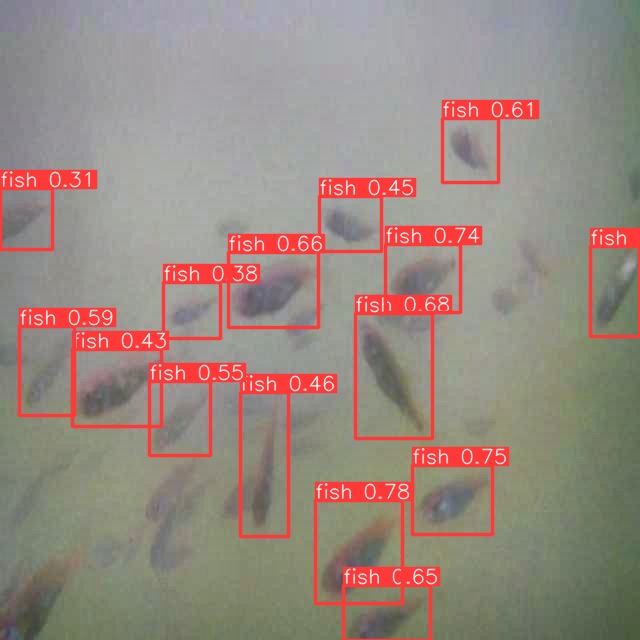 fish 0.61
fish 0.31
fish 0.45
fish 0.74
fish 0.66
fish
fish 0.38
fish 0.68
fish 0.59
fish 0.43
fish 0.55
fish 0.46
fish 0.75
fish 0.78
fish 0.65